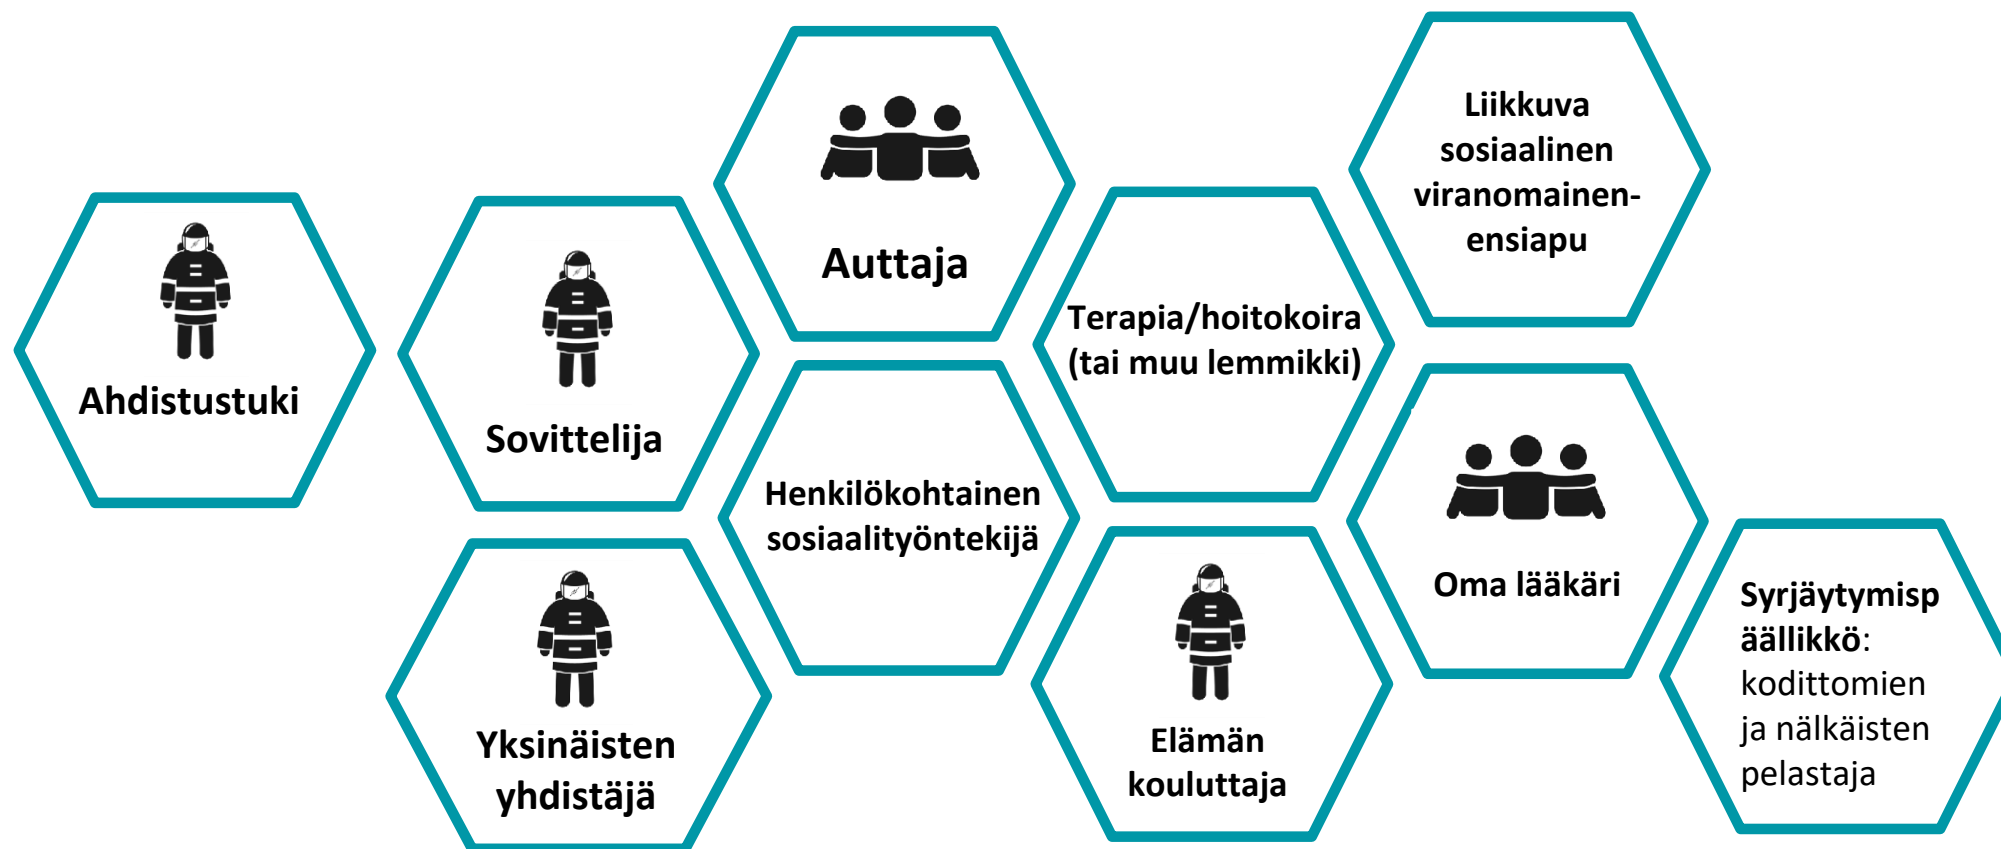 Ahdistustuki
Sovittelija
Yksinäisten
yhdistäjä
Auttaja
Henkilökohtainen
sosiaalityöntekijä
Terapia/hoitokoira
(tai muu lemmikki)
Elämän
kouluttaja
Liikkuva
sosiaalinen
viranomainen-
ensiapu
Oma lääkäri
Syrjäytymisp
äällikkö:
kodittomien
ja nälkäisten
pelastaja